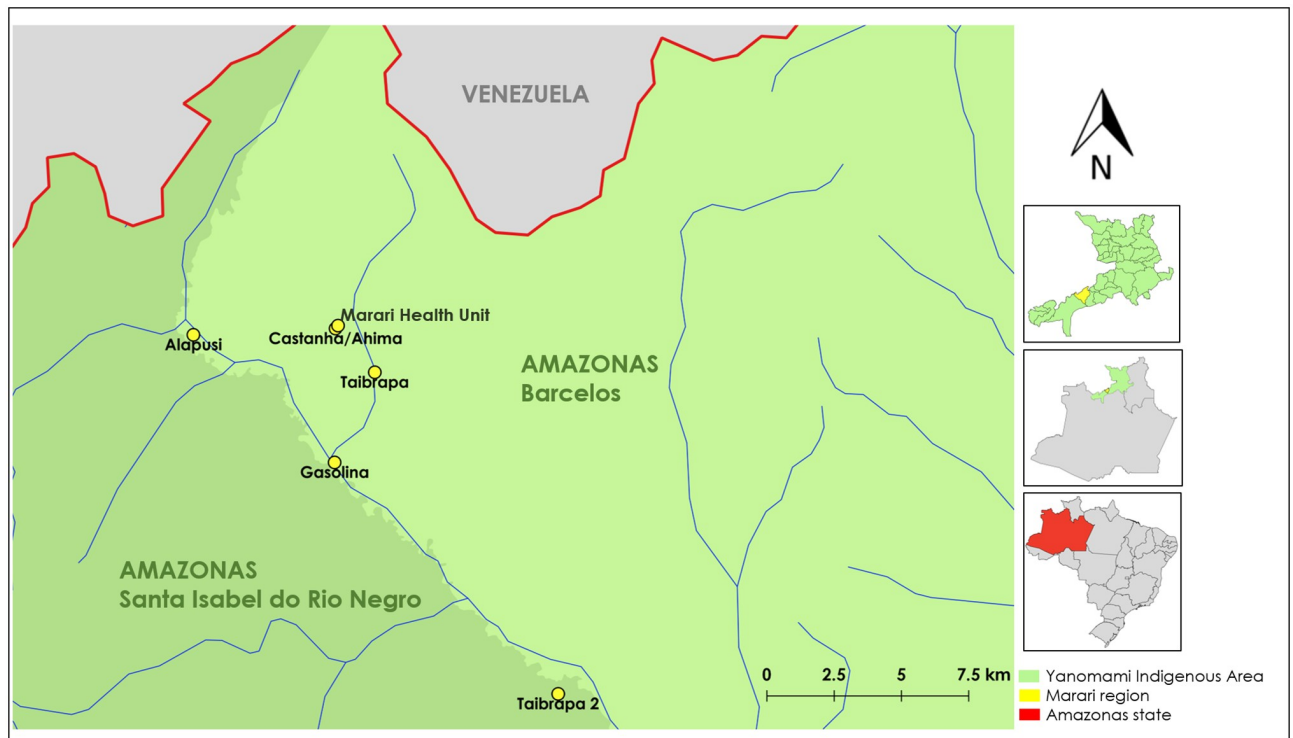 VENEZUELA
N
Marari Health Unit
Castanha/Ahima
Alapusi
Taibrapa
AMAZONAS
Barcelos
Gasolina
AMAZONAS
Santa Isabel do Rio Negro
0 2.5 5 7.5 km
Taibrapa 2
Yanomami Indigenous Area
Marari region
Amazonas state